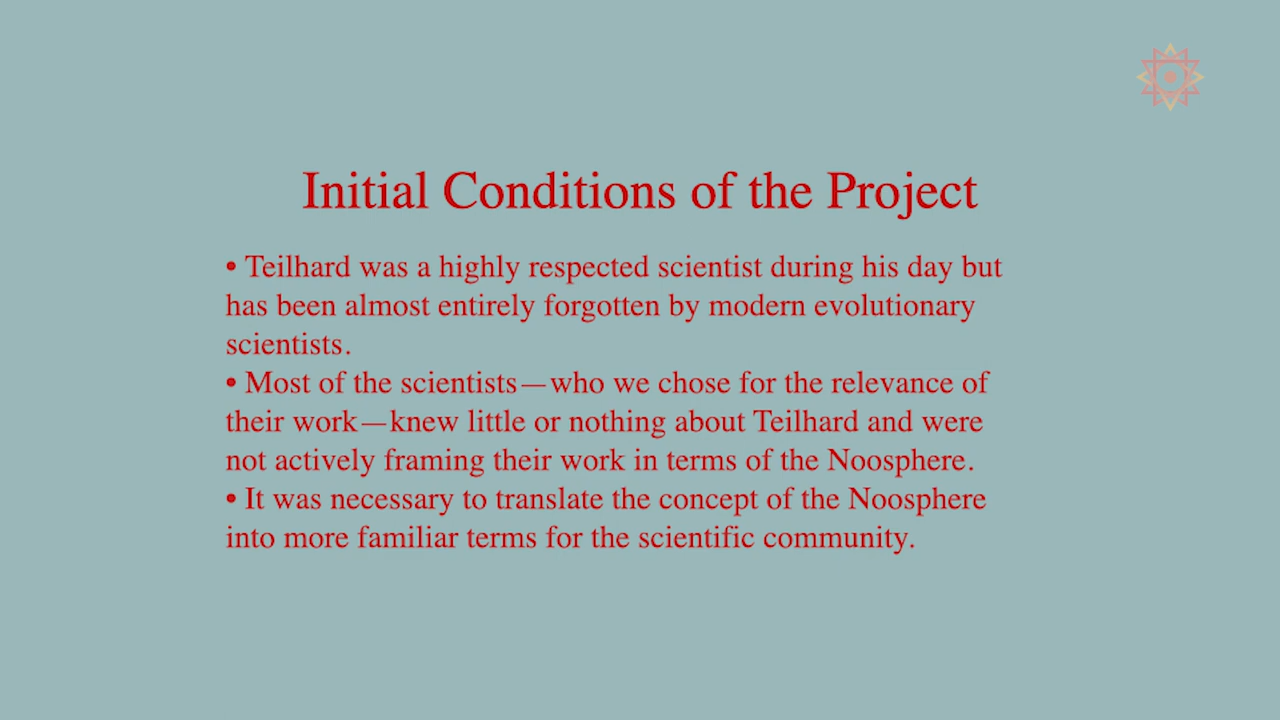 Initial Conditions of the Project
• Teilhard was a highly respected scientist during his day but
has been almost entirely forgotten by modern evolutionary
scientists.
• Most of the scientists—who we chose for the relevance of
their work—knew little or nothing about Teilhard and were
not actively framing their work in terms of the Noosphere.
• It was necessary to translate the concept of the Noosphere
into more familiar terms for the scientific community.